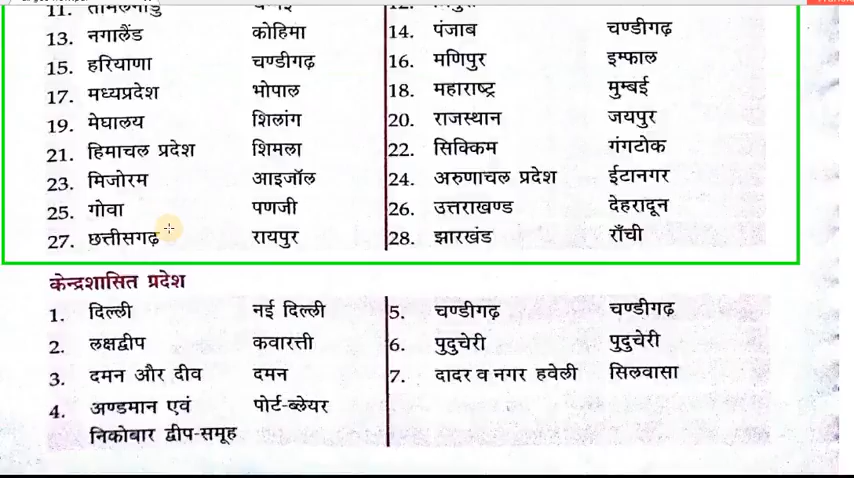 11. तामिलनाडु
13. नगालैंड कोहिमा 14. पंजाब चण्डीगढ़
15. हरियाणा चण्डीगढ़ 16. मणिपुर इम्फाल
17. मध्यप्रदेश भोपाल 18. महाराष्ट्र मुम्बई
19. मेघालय शिलांग 20. राजस्थान जयपुर
21. हिमाचल प्रदेश शिमला 22. सिक्किम गंगटोक
23. मिजोरम आइजॉल 24. अरुणाचल प्रदेश ईटानगर
25. गोवा पणजी 26. उत्तराखण्ड देहरादून
27. छत्तीसगढ़ रायपुर 28. झारखंड राँची
केन्द्रशासित प्रदेश
1. दिल्ली नई दिल्ली 5. चण्डीगढ़ चण्डीगढ़
2. लक्षद्वीप कवारत्ती 6. पुदुचेरी पुदुचेरी
3. दमन और दीव दमन 7. दादर व नगर हवेली सिलवासा
4. अण्डमान एवं पोर्ट-ब्लेयर
निकोबार द्वीप-समूह